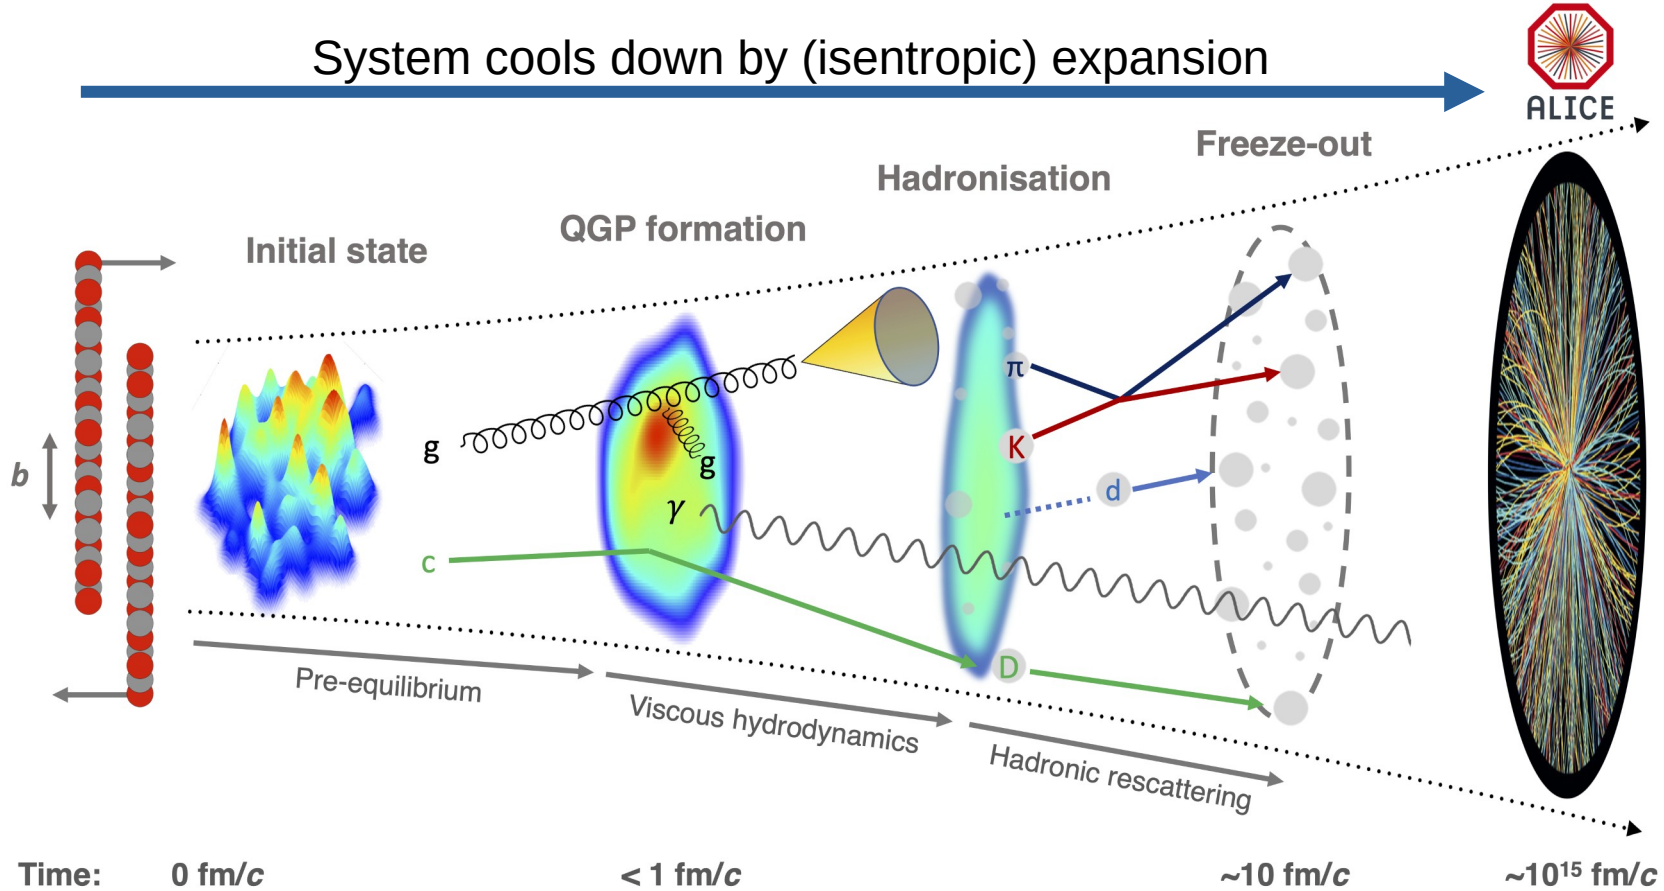 System cools down by (isentropic) expansion
ALICE
Freeze-out
Hadronisation
QGP formation
Initial state
π
g
K
b
g
d
γ
c
D
Pre-equilibrium
Viscous hydrodynamics
Hadronic rescattering
Time: 0 fm/c < 1 fm/c ~10 fm/c ~10¹⁵ fm/c